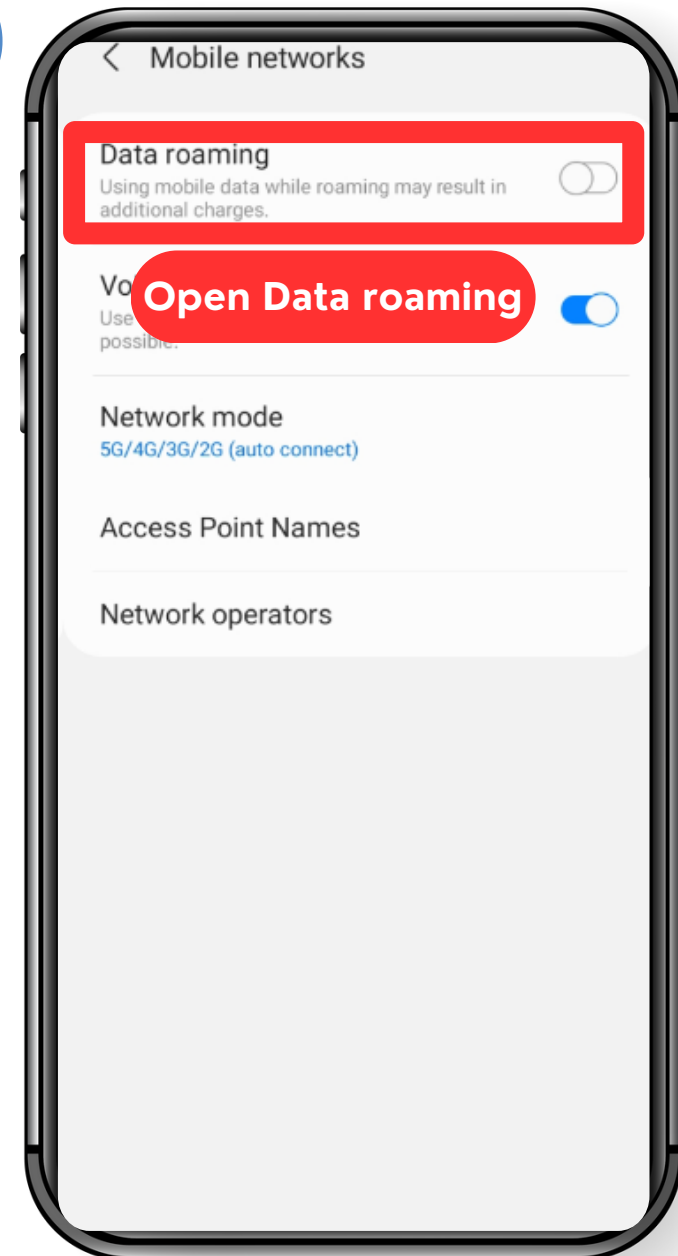 Mobile networks
Data roaming
Using mobile data while roaming may result in
additional charges.
Open Data roaming
Use
possible.
Network mode
5G/4G/3G/2G (auto connect)
Access Point Names
Network operators